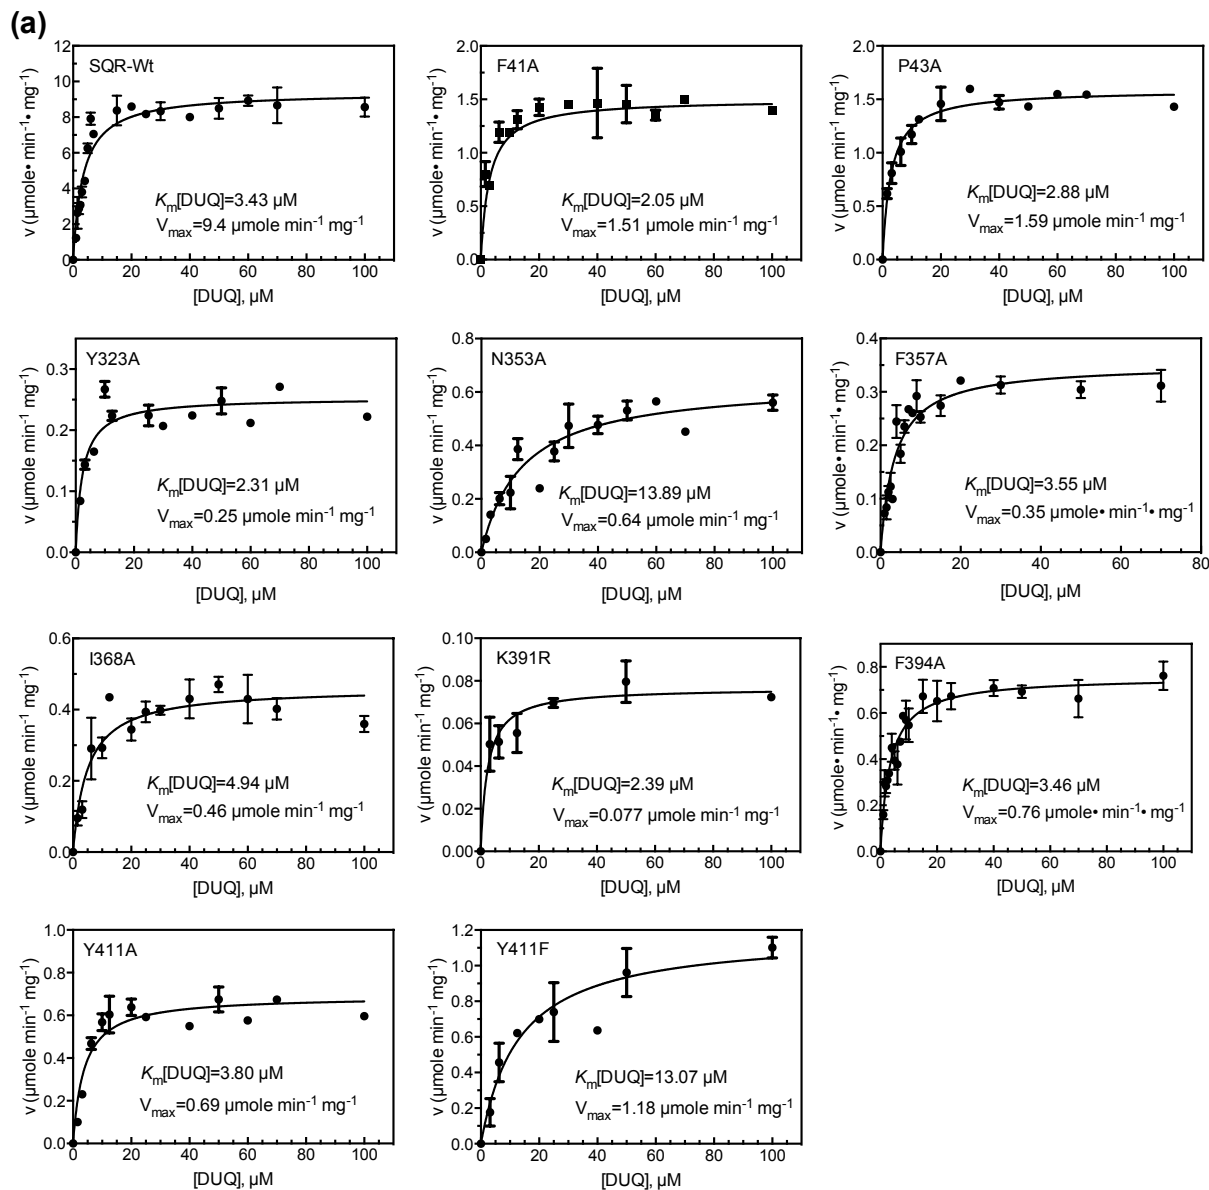 (a)
SQR-Wt
v (µmole• min⁻¹• mg⁻¹)
12
10
8
6
4
2
0
Kₘ[DUQ]=3.43 µM
Vₘₐₓ=9.4 µmole min⁻¹ mg⁻¹
0 20 40 60 80 100
[DUQ], µM
F41A
v (µmole• min⁻¹• mg⁻¹)
2.0
1.5
1.0
0.5
0.0
Kₘ[DUQ]=2.05 µM
Vₘₐₓ=1.51 µmole min⁻¹ mg⁻¹
0 20 40 60 80 100
[DUQ], µM
P43A
v (µmole min⁻¹ mg⁻¹)
2.0
1.5
1.0
0.5
0.0
Kₘ[DUQ]=2.88 µM
Vₘₐₓ=1.59 µmole min⁻¹ mg⁻¹
0 20 40 60 80 100
[DUQ], µM
Y323A
v (µmole min⁻¹ mg⁻¹)
0.3
0.2
0.1
0.0
Kₘ[DUQ]=2.31 µM
Vₘₐₓ=0.25 µmole min⁻¹ mg⁻¹
0 20 40 60 80 100
[DUQ], µM
N353A
v (µmole min⁻¹ mg⁻¹)
0.8
0.6
0.4
0.2
0.0
Kₘ[DUQ]=13.89 µM
Vₘₐₓ=0.64 µmole min⁻¹ mg⁻¹
0 20 40 60 80 100
[DUQ], µM
F357A
v (µmole• min⁻¹• mg⁻¹)
0.4
0.3
0.2
0.1
0.0
Kₘ[DUQ]=3.55 µM
Vₘₐₓ=0.35 µmole• min⁻¹• mg⁻¹
0 20 40 60 80
[DUQ], µM
I368A
v (µmole min⁻¹ mg⁻¹)
0.6
0.4
0.2
0.0
Kₘ[DUQ]=4.94 µM
Vₘₐₓ=0.46 µmole min⁻¹ mg⁻¹
0 20 40 60 80 100
[DUQ], µM
K391R
v (µmole min⁻¹ mg⁻¹)
0.10
0.08
0.06
0.04
0.02
0.00
Kₘ[DUQ]=2.39 µM
Vₘₐₓ=0.077 µmole min⁻¹ mg⁻¹
0 20 40 60 80 100
[DUQ], µM
F394A
v (µmole• min⁻¹• mg⁻¹)
0.8
0.6
0.4
0.2
0.0
Kₘ[DUQ]=3.46 µM
Vₘₐₓ=0.76 µmole• min⁻¹• mg⁻¹
0 20 40 60 80 100
[DUQ], µM
Y411A
v (µmole min⁻¹ mg⁻¹)
1.0
0.8
0.6
0.4
0.2
0.0
Kₘ[DUQ]=3.80 µM
Vₘₐₓ=0.69 µmole min⁻¹ mg⁻¹
0 20 40 60 80 100
[DUQ], µM
Y411F
v (µmole min⁻¹ mg⁻¹)
1.2
1.0
0.8
0.6
0.4
0.2
0.0
Kₘ[DUQ]=13.07 µM
Vₘₐₓ=1.18 µmole min⁻¹ mg⁻¹
0 20 40 60 80 100
[DUQ], µM